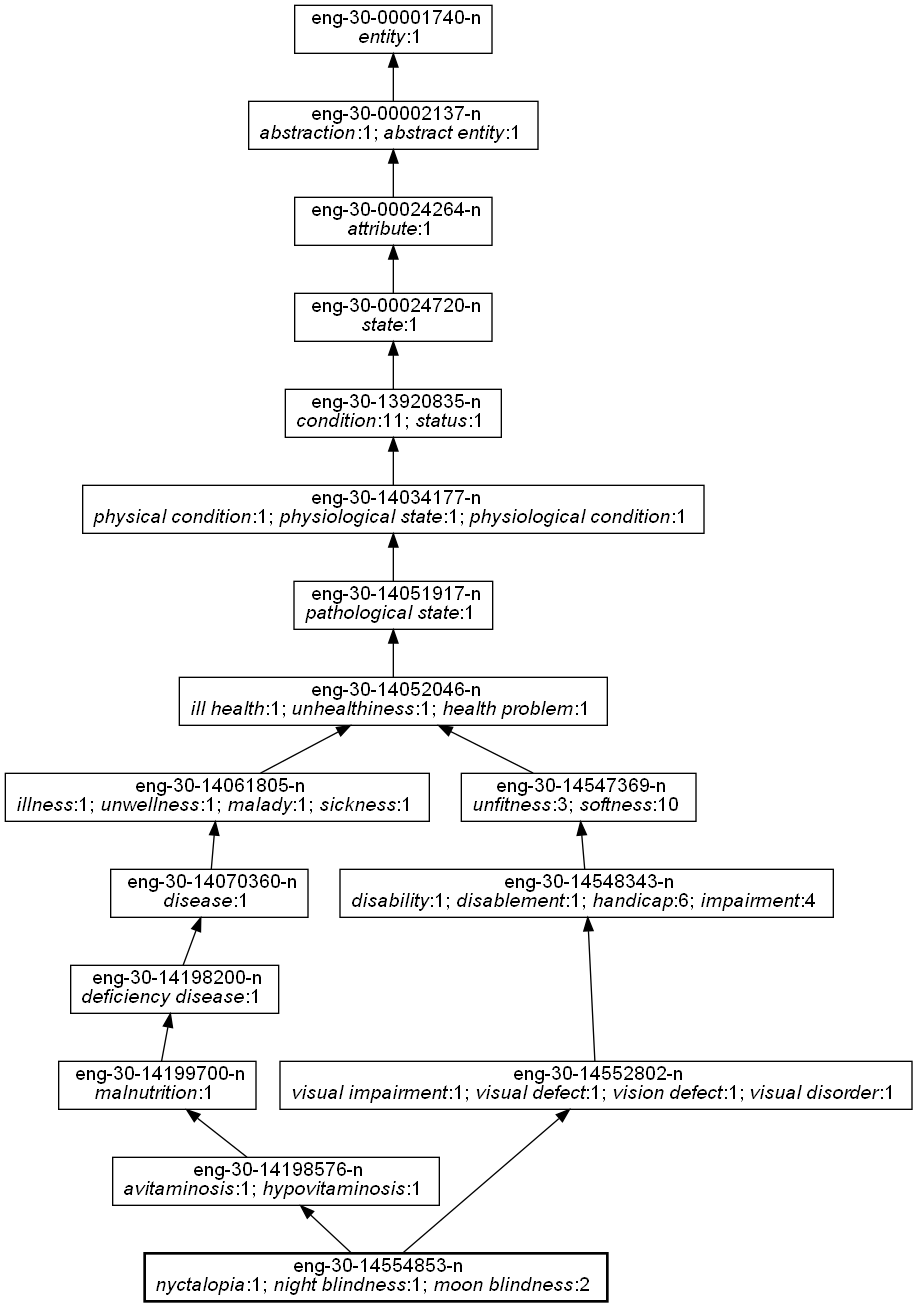 eng-30-00001740-n
entity:1
eng-30-00002137-n
abstraction:1; abstract entity:1
eng-30-00024264-n
attribute:1
eng-30-00024720-n
state:1
eng-30-13920835-n
condition:11; status:1
eng-30-14034177-n
physical condition:1; physiological state:1; physiological condition:1
eng-30-14051917-n
pathological state:1
eng-30-14052046-n
ill health:1; unhealthiness:1; health problem:1
eng-30-14061805-n
illness:1; unwellness:1; malady:1; sickness:1
eng-30-14547369-n
unfitness:3; softness:10
eng-30-14070360-n
disease:1
eng-30-14548343-n
disability:1; disablement:1; handicap:6; impairment:4
eng-30-14198200-n
deficiency disease:1
eng-30-14199700-n
malnutrition:1
eng-30-14552802-n
visual impairment:1; visual defect:1; vision defect:1; visual disorder:1
eng-30-14198576-n
avitaminosis:1; hypovitaminosis:1
eng-30-14554853-n
nyctalopia:1; night blindness:1; moon blindness:2